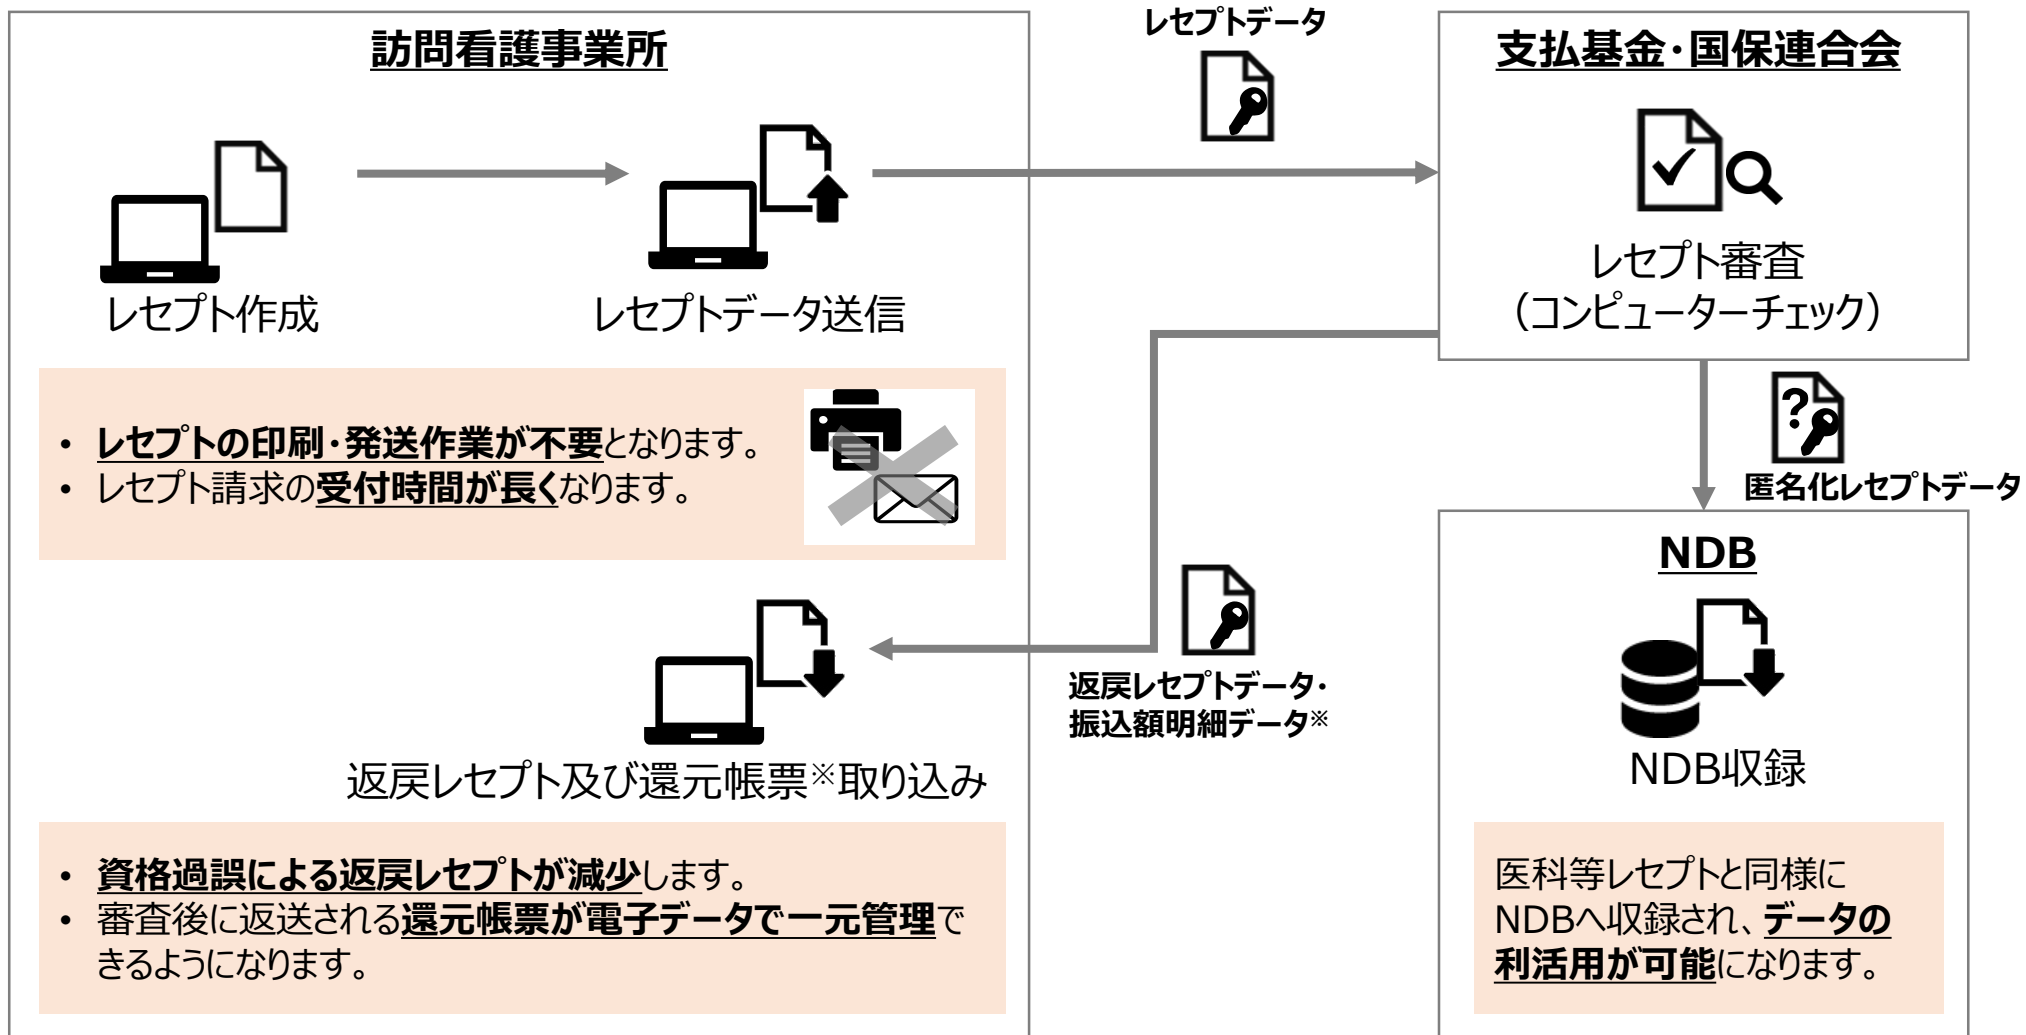 訪問看護事業所
レセプト作成
レセプトデータ送信
• レセプトの印刷・発送作業が不要となります。
• レセプト請求の受付時間が長くなります。
返戻レセプト及び還元帳票※取り込み
• 資格過誤による返戻レセプトが減少します。
• 審査後に返送される還元帳票が電子データで一元管理で
きるようになります。
レセプトデータ
返戻レセプトデータ・
振込額明細データ※
支払基金・国保連合会
レセプト審査
（コンピューターチェック）
?
匿名化レセプトデータ
NDB
NDB収録
医科等レセプトと同様に
NDBへ収録され、データの
利活用が可能になります。